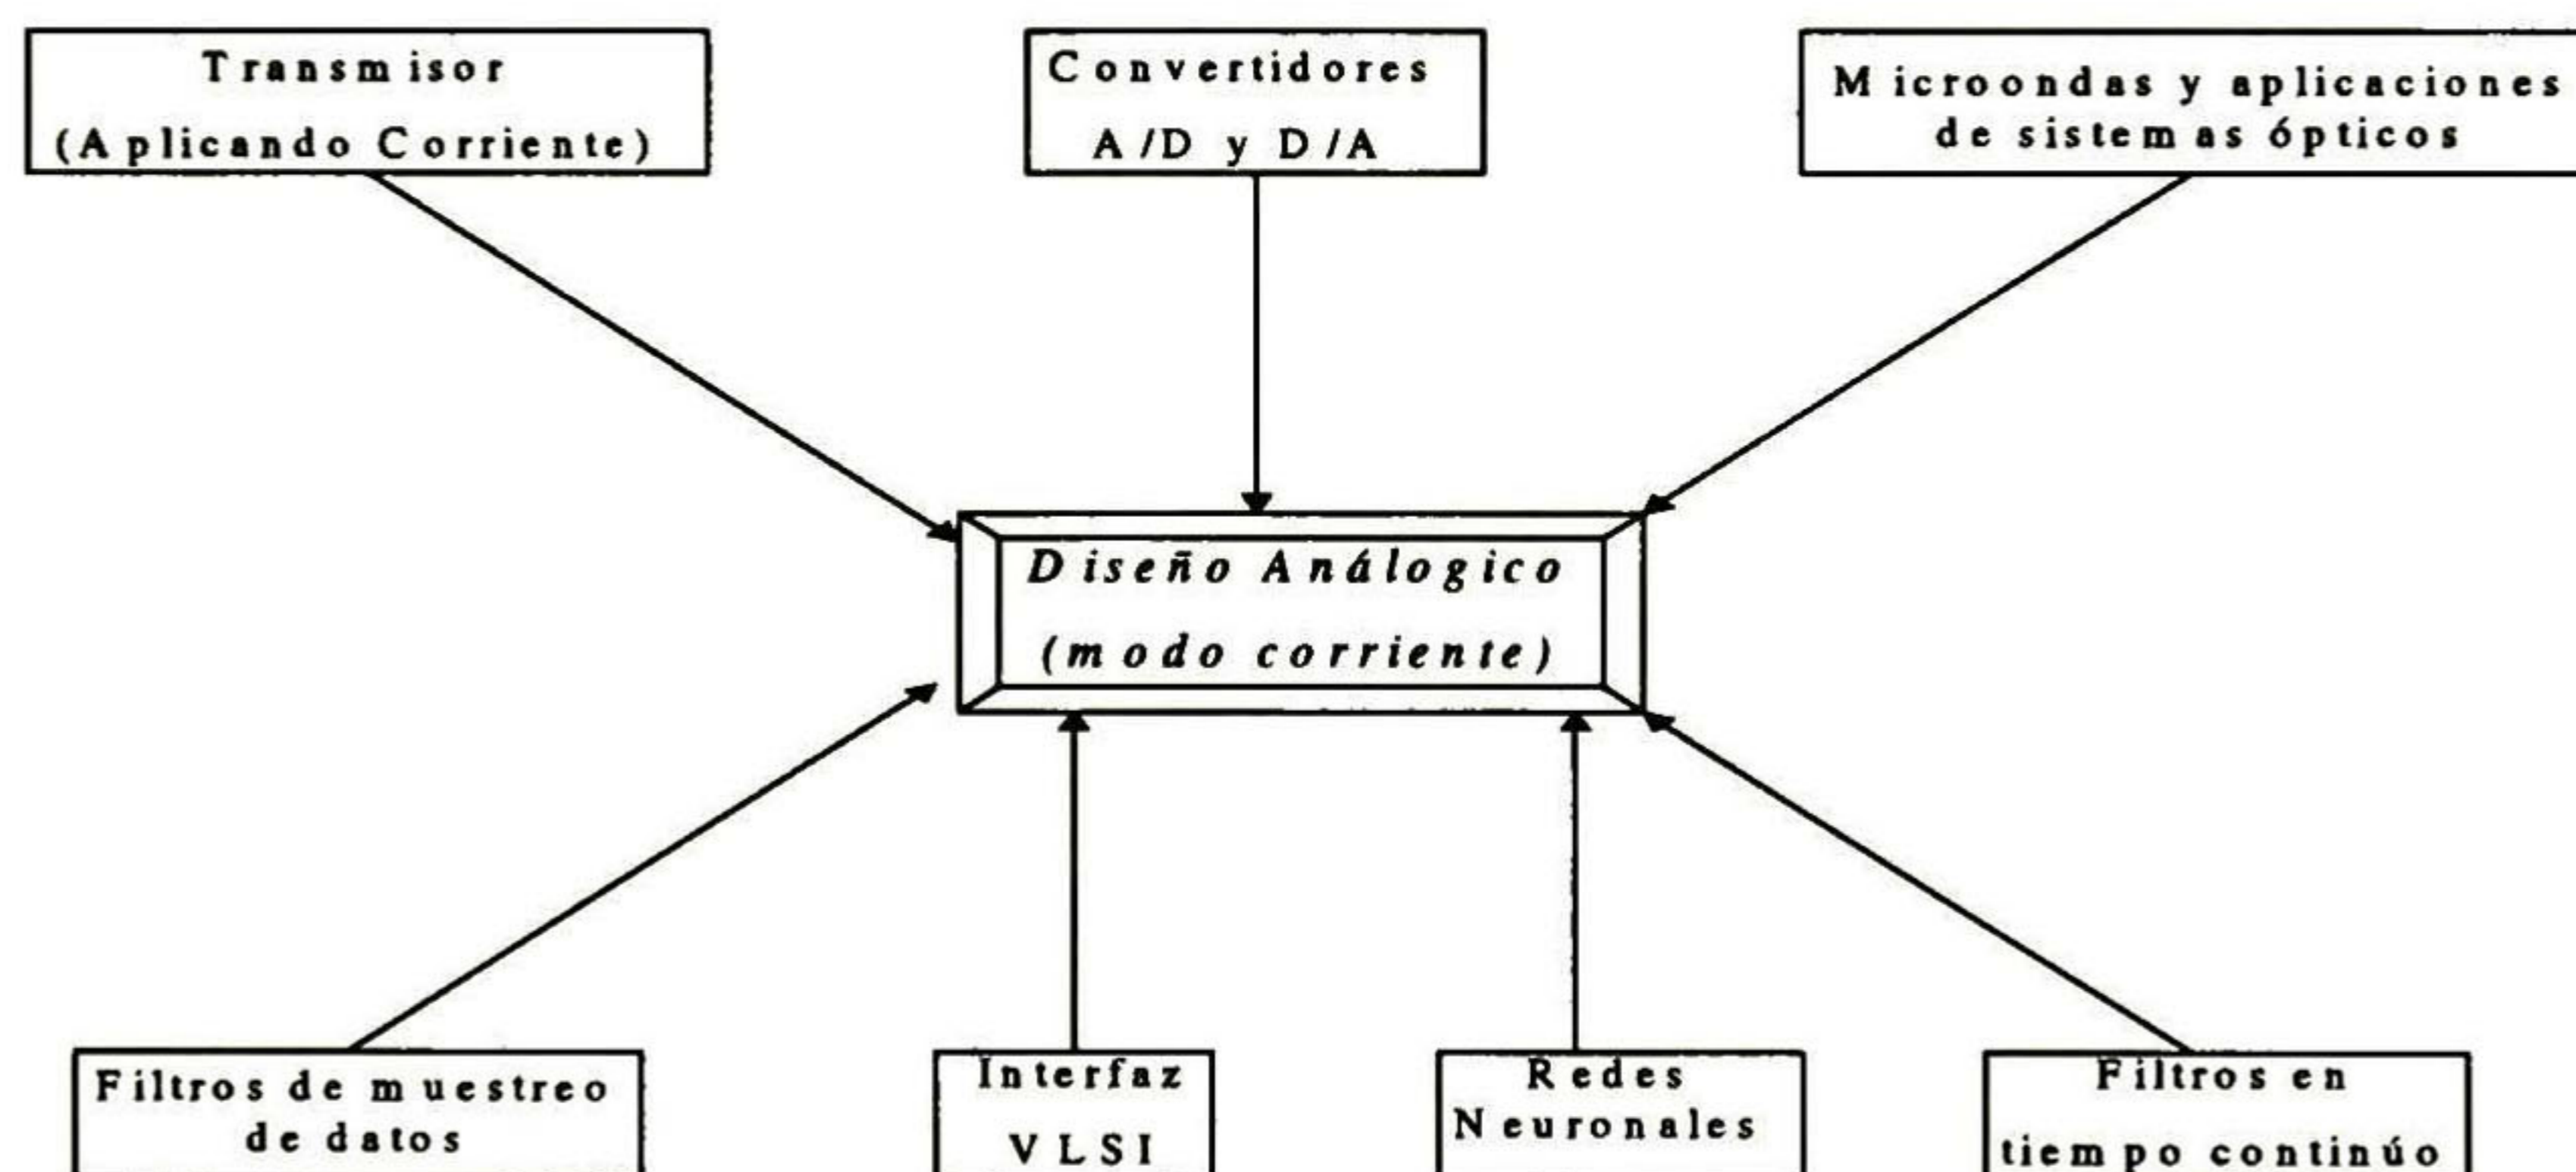 Transmisor
(Aplicando Corriente)
Convertidores
A/D y D/A
Microondas y aplicaciones
de sistemas ópticos
Diseño Análogico
(modo corriente)
Filtros de muestreo
de datos
Interfaz
VLSI
Redes
Neuronales
Filtros en
tiempo continúo